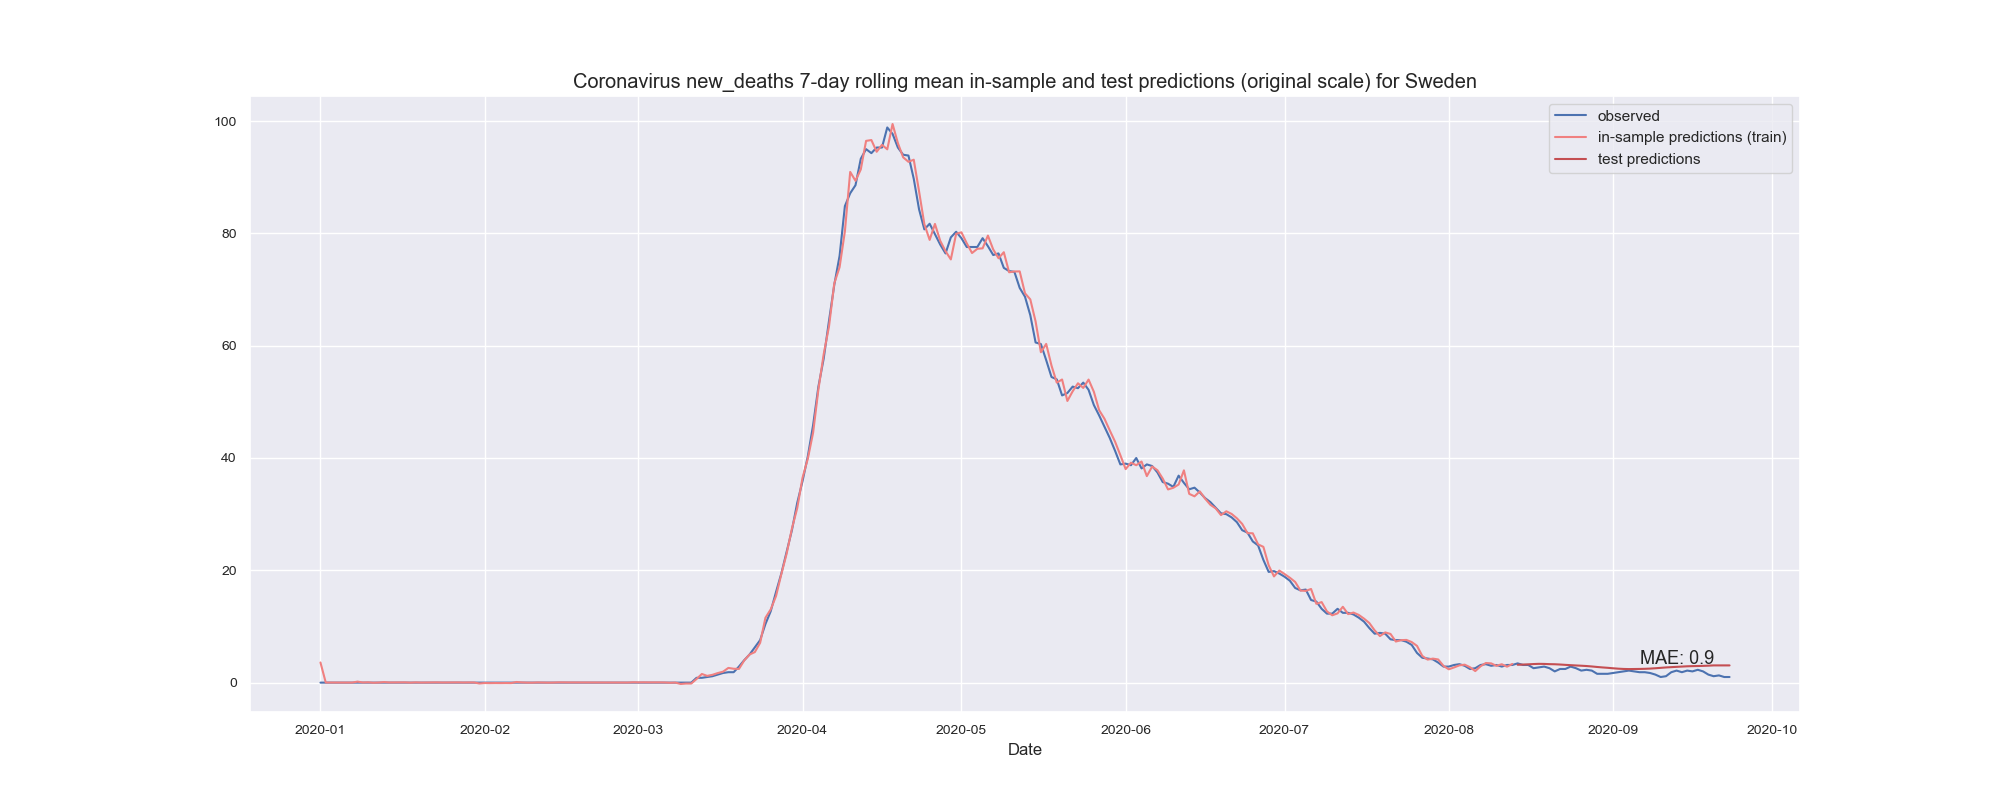 Coronavirus new_deaths 7-day rolling mean in-sample and test predictions (original scale) for Sweden
observed
in-sample predictions (train)
test predictions
100
80
60
40
20
0
MAE: 0.9
2020-01
2020-02
2020-03
2020-04
2020-05
2020-06
2020-07
2020-08
2020-09
2020-10
Date